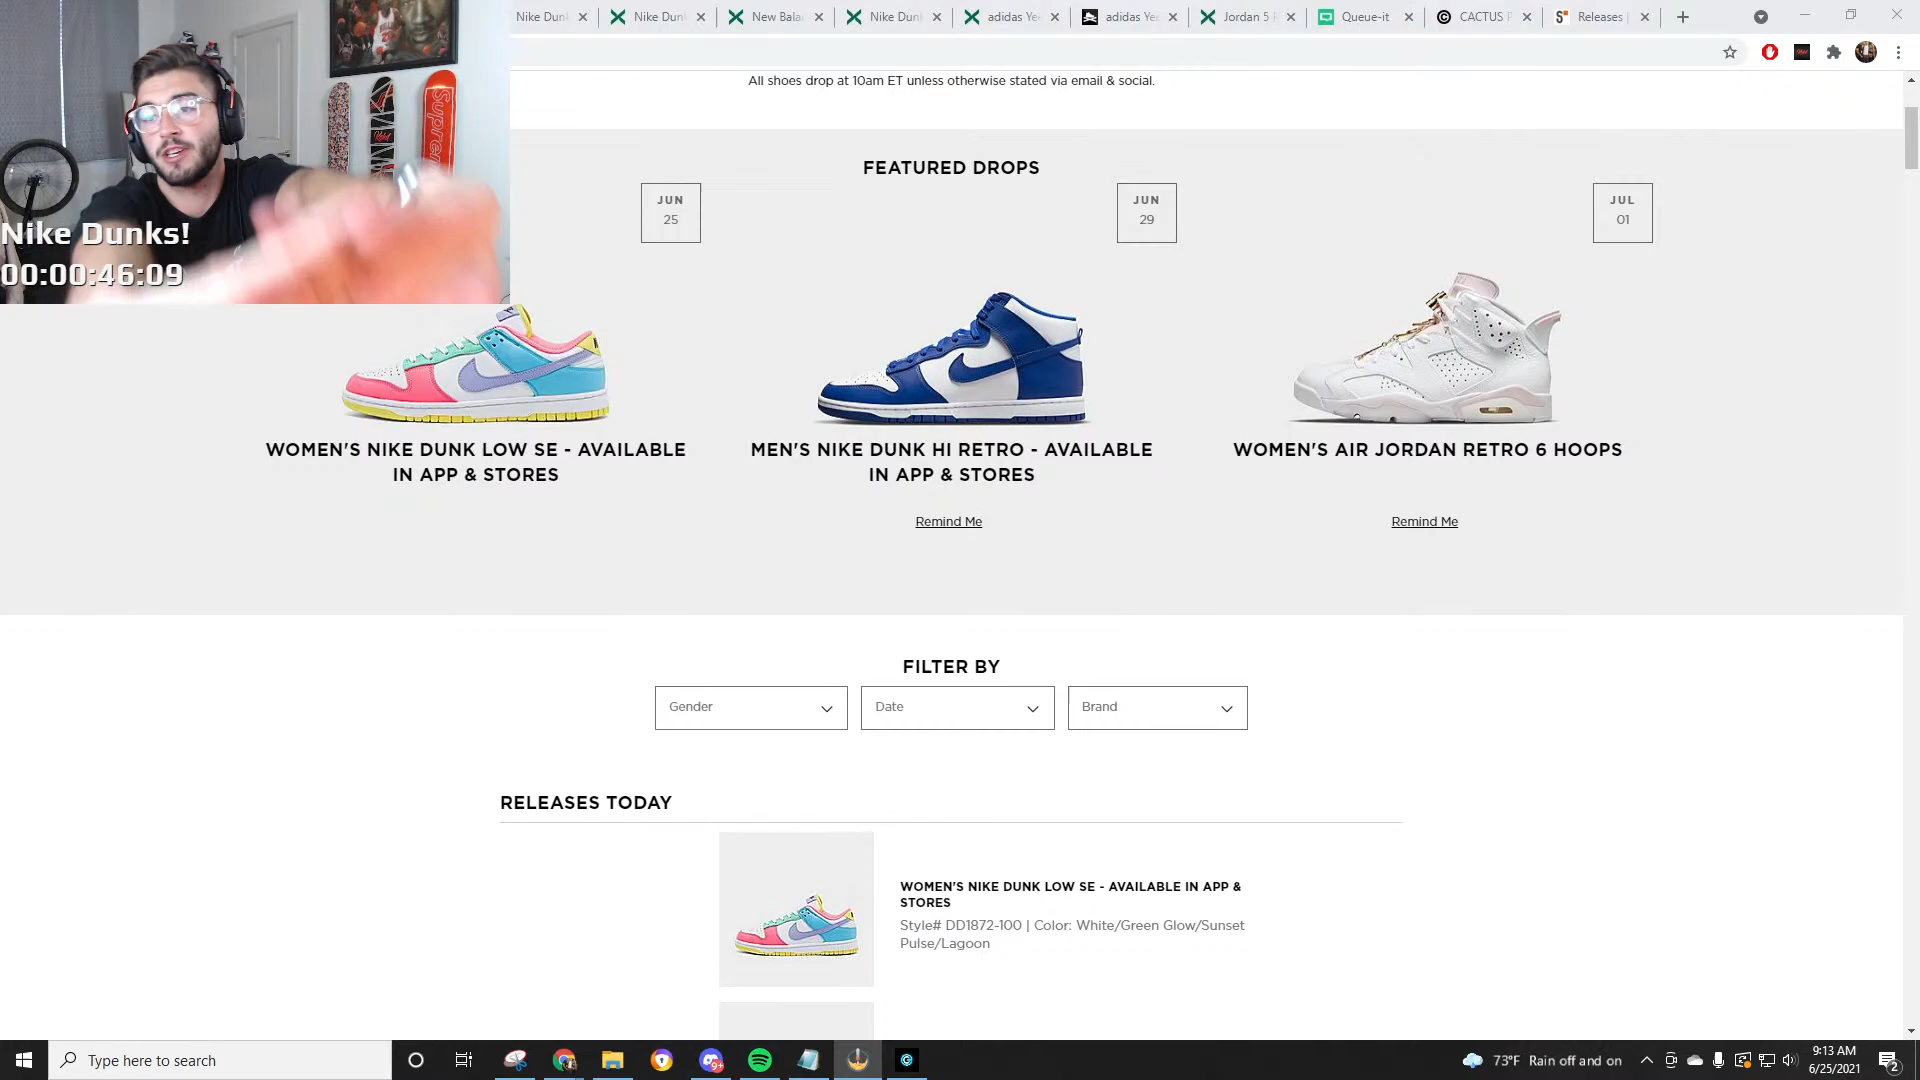 Nike Dun
Nike Dun
New Bala
Nike Dun
adidas Yee
adidas Yee
Jordan 5 R
Queue-it
CACTUS P
Releases |
All shoes drop at 10am ET unless otherwise stated via email & social.
FEATURED DROPS
JUN
25
JUN
29
JUL
01
Supreme
Nike Dunks!
00:00:46:09
WOMEN'S NIKE DUNK LOW SE - AVAILABLE
IN APP & STORES
MEN'S NIKE DUNK HI RETRO - AVAILABLE
IN APP & STORES
WOMEN'S AIR JORDAN RETRO 6 HOOPS
Remind Me
Remind Me
FILTER BY
Gender
Date
Brand
RELEASES TODAY
WOMEN'S NIKE DUNK LOW SE - AVAILABLE IN APP &
STORES
Style# DD1872-100 | Color: White/Green Glow/Sunset
Pulse/Lagoon
Type here to search
9+
73°F Rain off and on
9:13 AM
6/25/2021
2